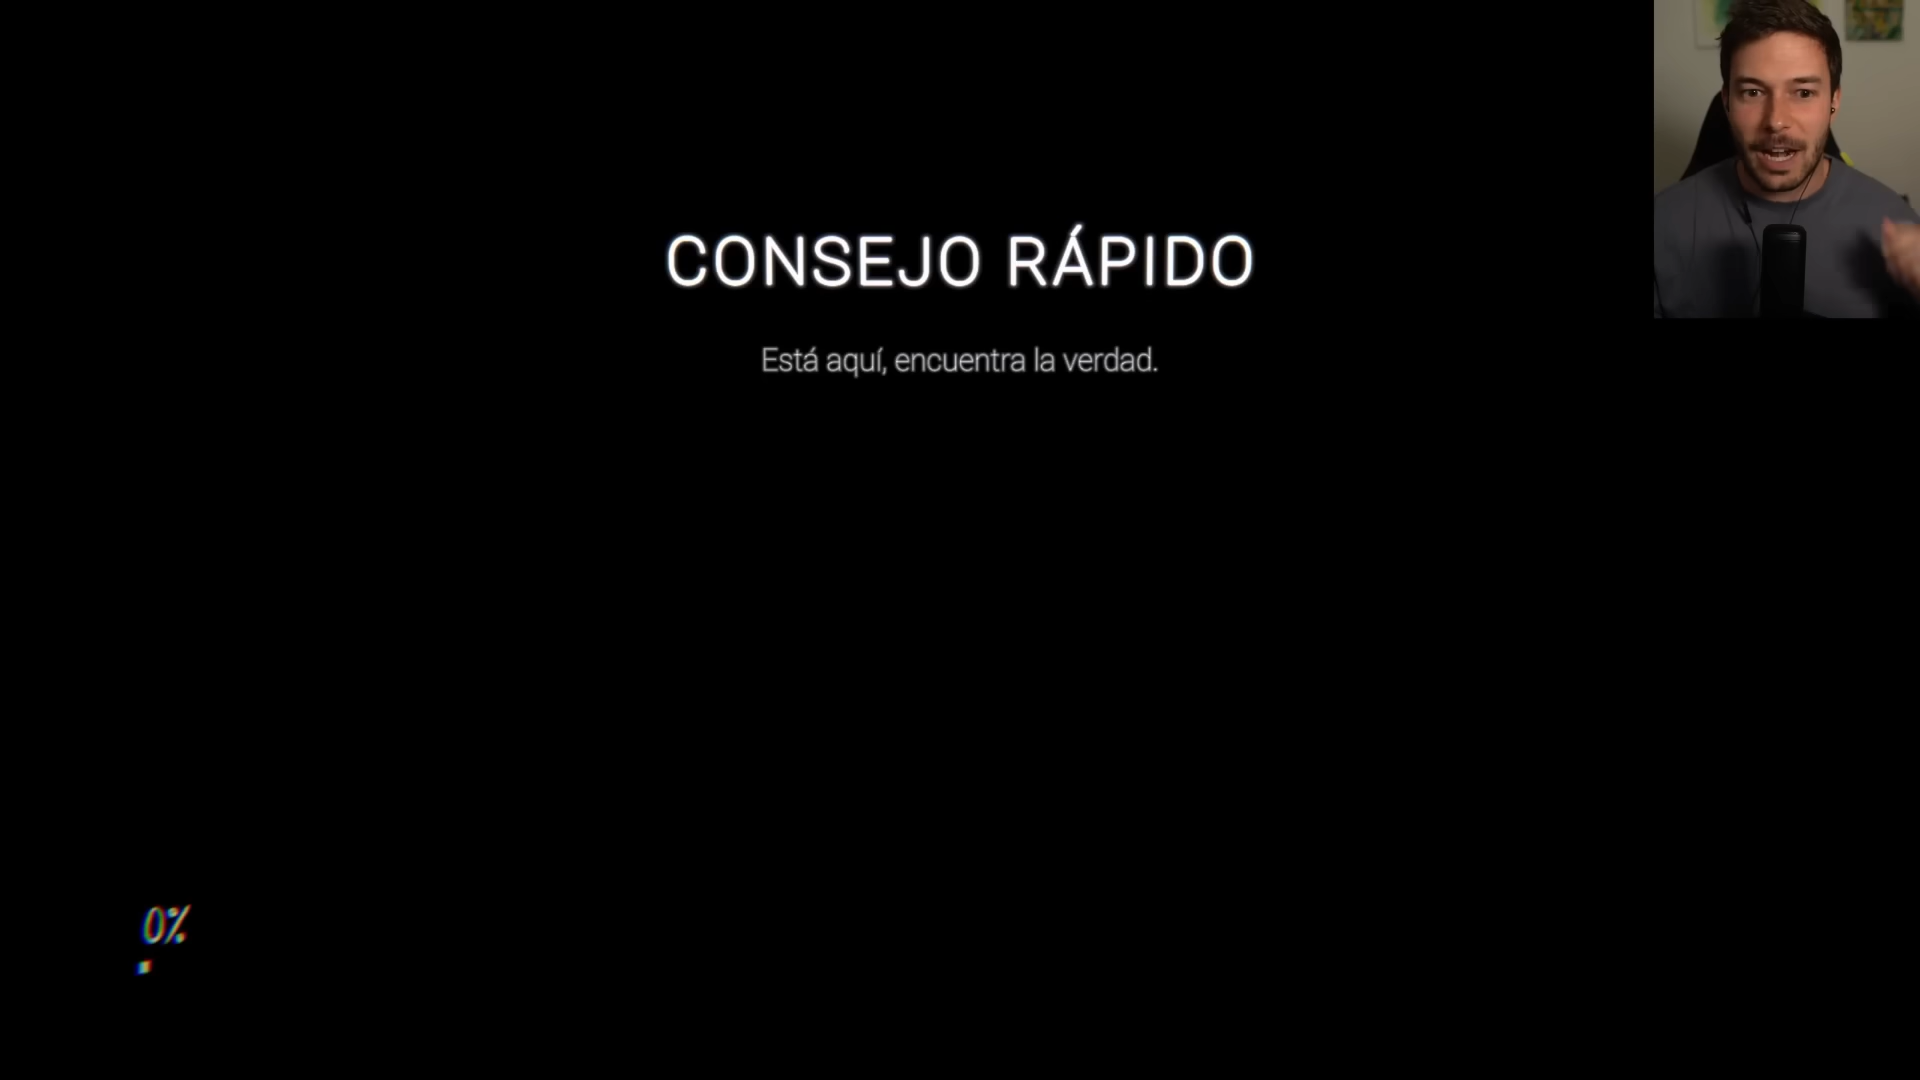 CONSEJO RÁPIDO
Está aquí, encuentra la verdad.
0%